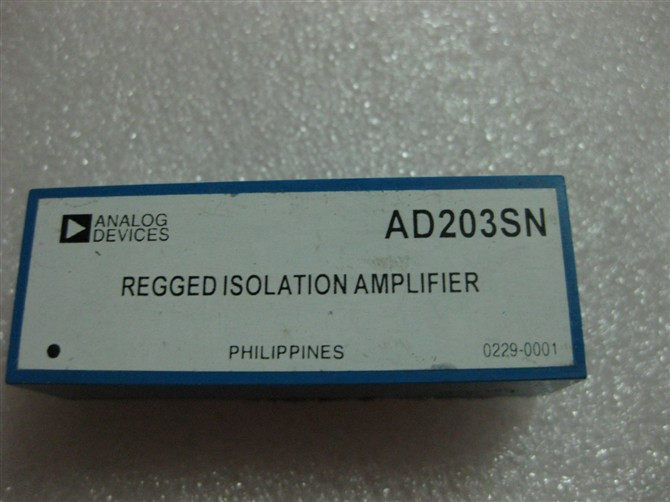 ANALOG
DEVICES
AD203SN
REGGED ISOLATION AMPLIFIER
PHILIPPINES
0229-0001